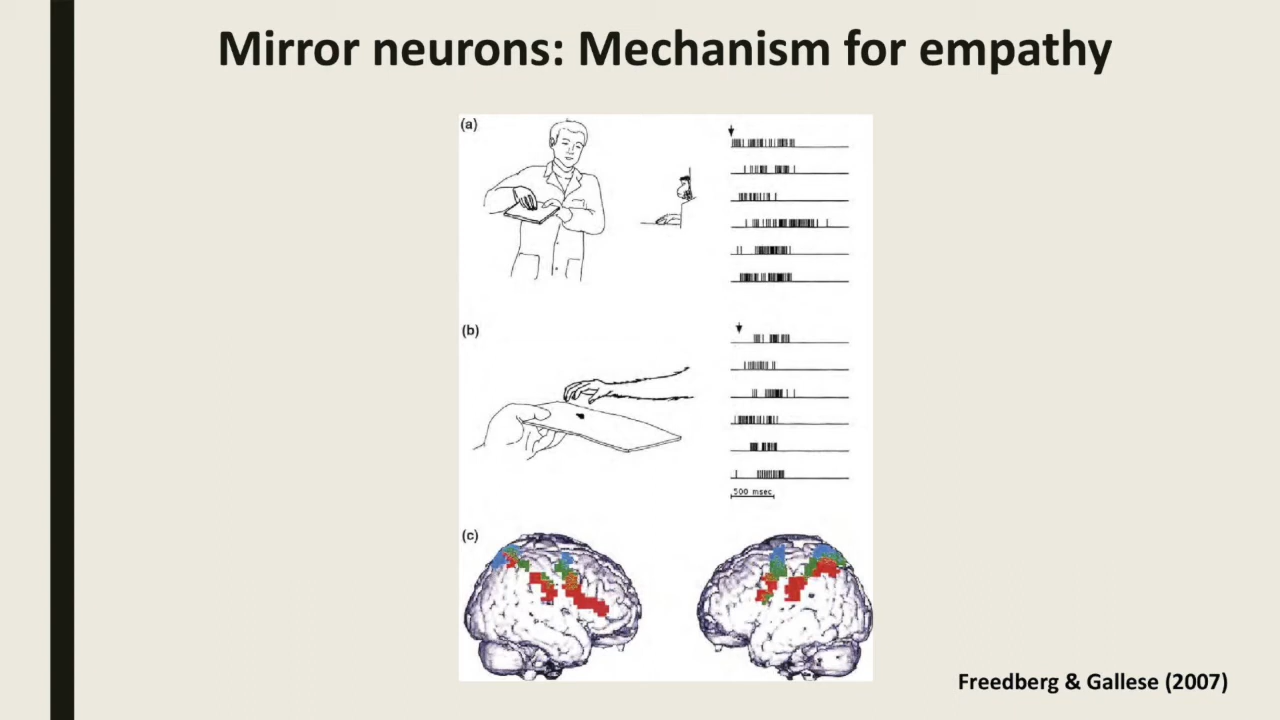 Mirror neurons: Mechanism for empathy
(a)
(b)
500 msec
(c)
Freedberg & Gallese (2007)